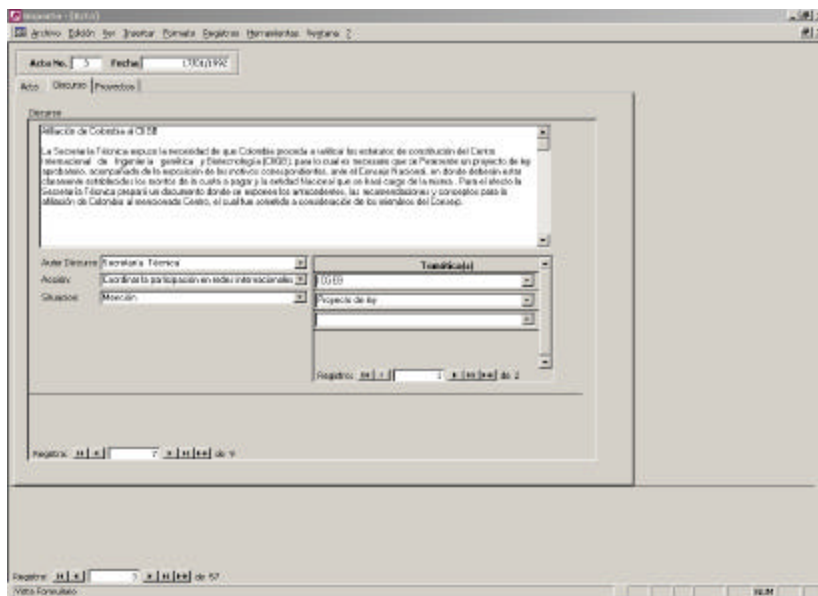 Archivo Edición Ver Insertar Formato Registros Herramientas Ventana ?
Acta No. 3 Fecha 17/01/1992
Acta Discurso Proyectos
Discurso
Afiliación de Colombia al CIIGB
La Secretaría Técnica expuso la necesidad de que Colombia proceda a ratificar los estatutos de constitución del Centro
Internacional de Ingeniería genética y Biotecnología (CIIGB), para lo cual es necesario que se Presente un proyecto de ley
aprobatorio, acompañado de la exposición de los motivos correspondientes, ante el Consejo Nacional, en donde deberán estar
claramente establecidos los montos de la cuota a pagar y la entidad Nacional que se hará cargo de la misma. Para el efecto la
Secretaría Técnica preparó un documento donde se exponen los antecedentes, las recomendaciones y conceptos para la
afiliación de Colombia al mencionado Centro, el cual fue sometido a consideración de los miembros del Consejo.
Autor Discurso Secretaría Técnica
Temática(s)
Acción: Coordinar la participación en redes internacionales
Situación: Mención
Proyecto de ley
Registro: 1 de 2
Registro: 7 de 9
Registro: 3 de 57
Vista Formulario NUM